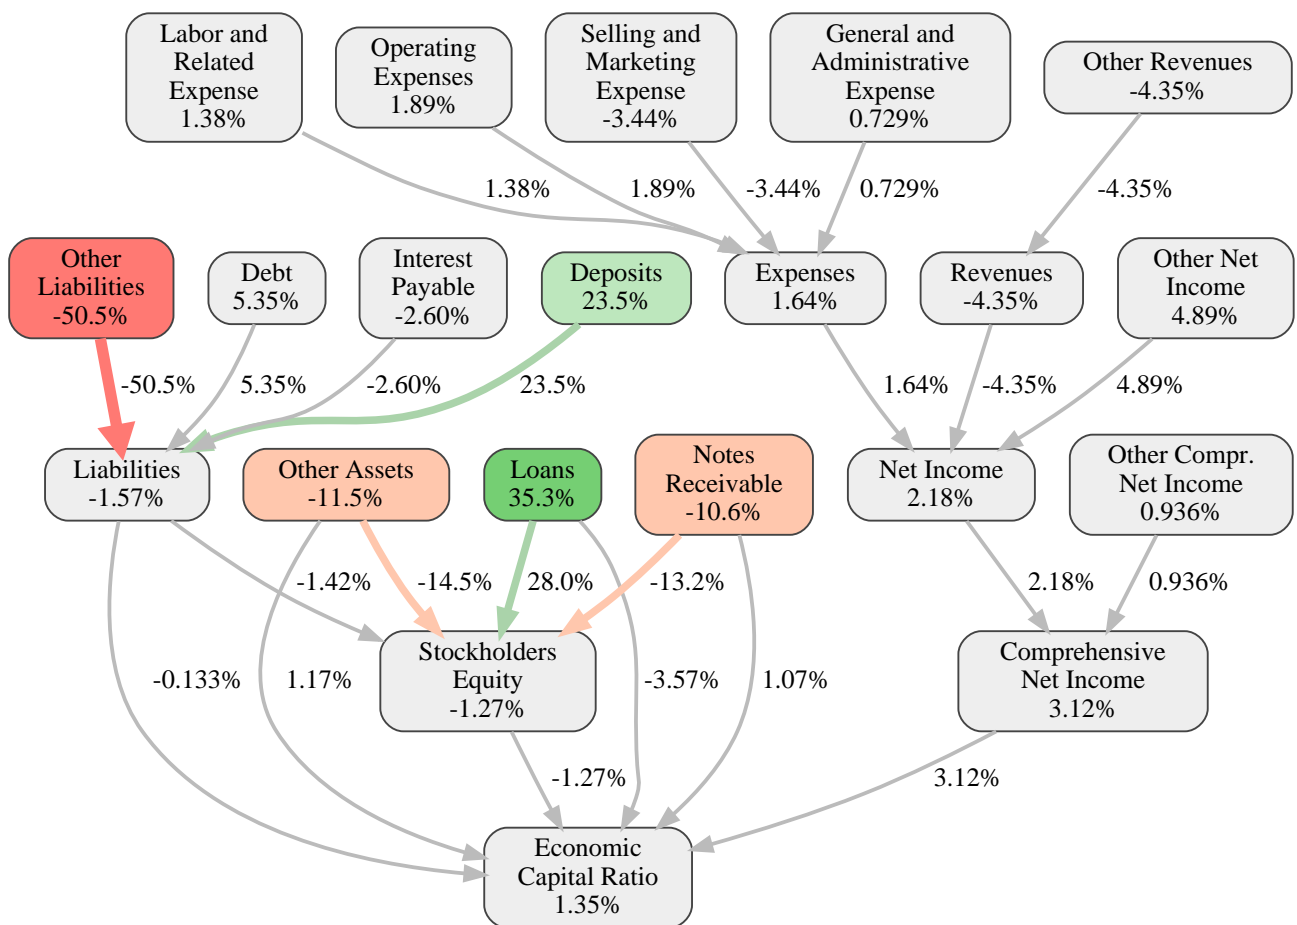 Labor and
Related
Expense
1.38%
Operating
Expenses
1.89%
Selling and
Marketing
Expense
-3.44%
General and
Administrative
Expense
0.729%
Other Revenues
-4.35%
1.38%
1.89%
-3.44%
0.729%
-4.35%
Other
Liabilities
-50.5%
Debt
5.35%
Interest
Payable
-2.60%
Deposits
23.5%
Expenses
1.64%
Revenues
-4.35%
Other Net
Income
4.89%
-50.5%
5.35%
-2.60%
23.5%
1.64%
-4.35%
4.89%
Liabilities
-1.57%
Other Assets
-11.5%
Loans
35.3%
Notes
Receivable
-10.6%
Net Income
2.18%
Other Compr.
Net Income
0.936%
-1.42%
-14.5%
28.0%
-13.2%
2.18%
0.936%
Stockholders
Equity
-1.27%
Comprehensive
Net Income
3.12%
-0.133%
1.17%
-3.57%
1.07%
-1.27%
3.12%
Economic
Capital Ratio
1.35%